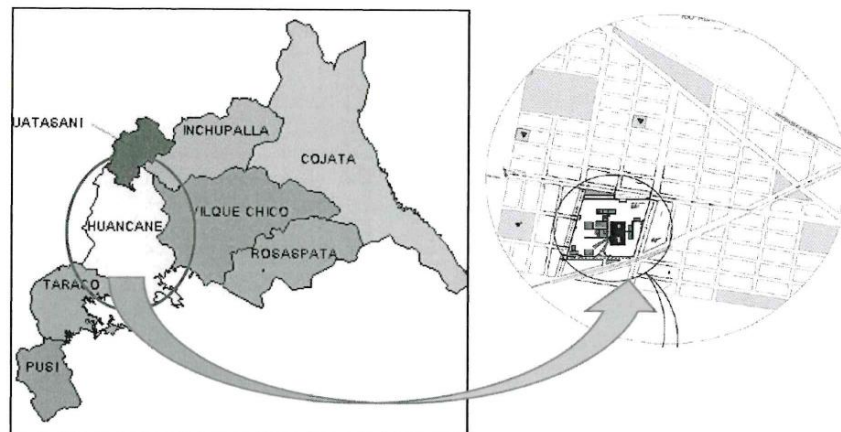 UATASANI
INCHUPALLA
COJATA
HUANCANE
VILQUE CHICO
ROSASPATA
TARACO
PUSI